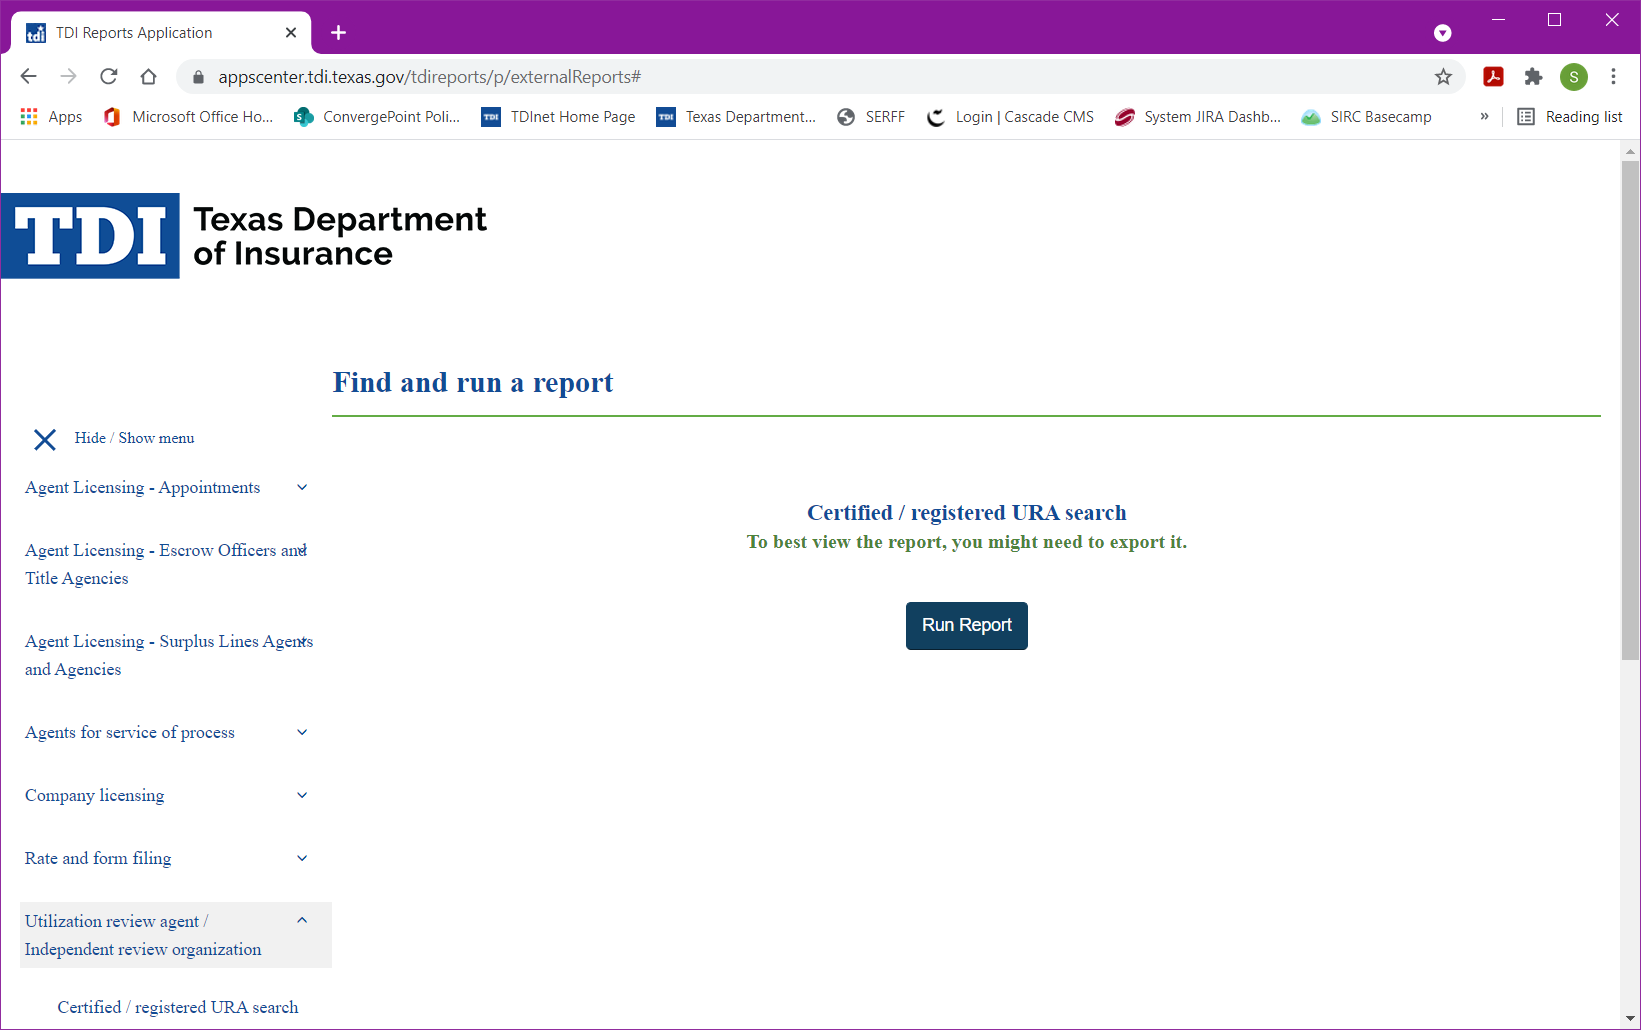 tdi TDI Reports Application
appscenter.tdi.texas.gov/tdireports/p/externalReports#
S
Apps
Microsoft Office Ho...
S
ConvergePoint Poli...
TDI
TDInet Home Page
TDI
Texas Department...
SERFF
Login | Cascade CMS
System JIRA Dashb...
SIRC Basecamp
»
Reading list
TDI
Texas Department
of Insurance
Find and run a report
Hide / Show menu
Agent Licensing - Appointments
Agent Licensing - Escrow Officers and
Title Agencies
Agent Licensing - Surplus Lines Agents
and Agencies
Agents for service of process
Company licensing
Rate and form filing
Utilization review agent /
Independent review organization
Certified / registered URA search
Certified / registered URA search
To best view the report, you might need to export it.
Run Report